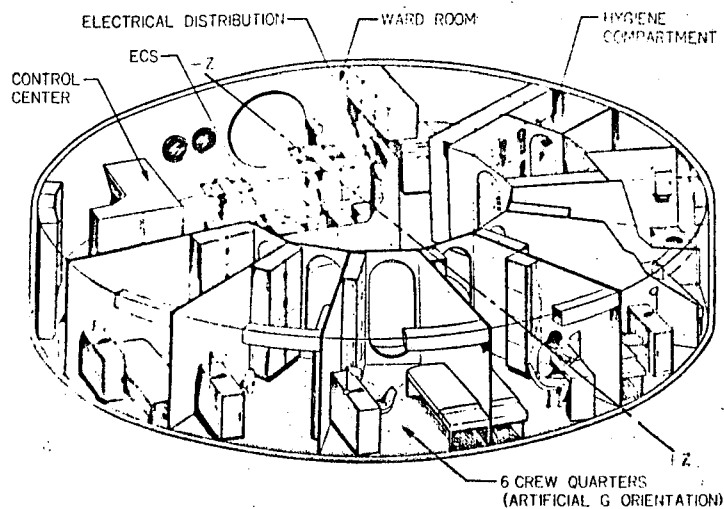 ELECTRICAL DISTRIBUTION
WARD ROOM
HYGIENE
COMPARTMENT
ECS
-Z
CONTROL
CENTER
+Z
6 CREW QUARTERS
(ARTIFICIAL G ORIENTATION)